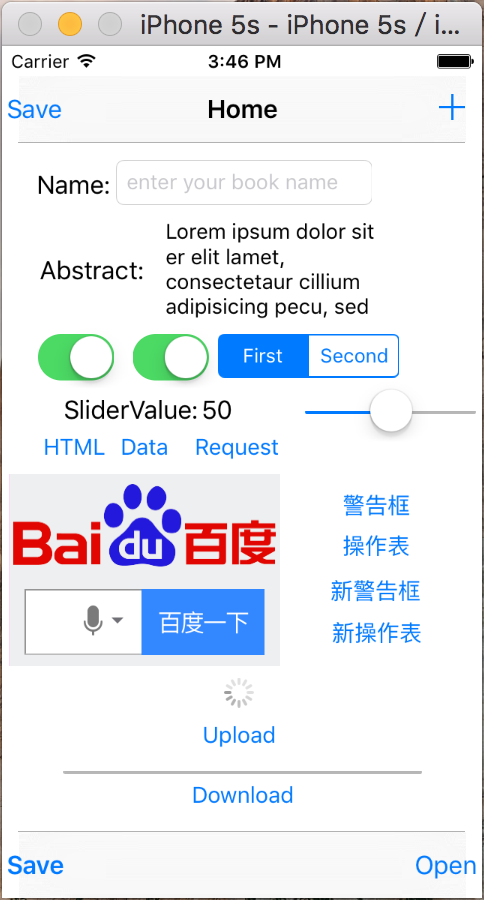 iPhone 5s - iPhone 5s / i...
Carrier 3:46 PM
Save Home +
Name: enter your book name
Abstract: Lorem ipsum dolor sit
er elit lamet,
consectetaur cillium
adipisicing pecu, sed
First Second
SliderValue: 50
HTML Data Request
Bai du 百度
百度一下
警告框
操作表
新警告框
新操作表
Upload
Download
Save Open